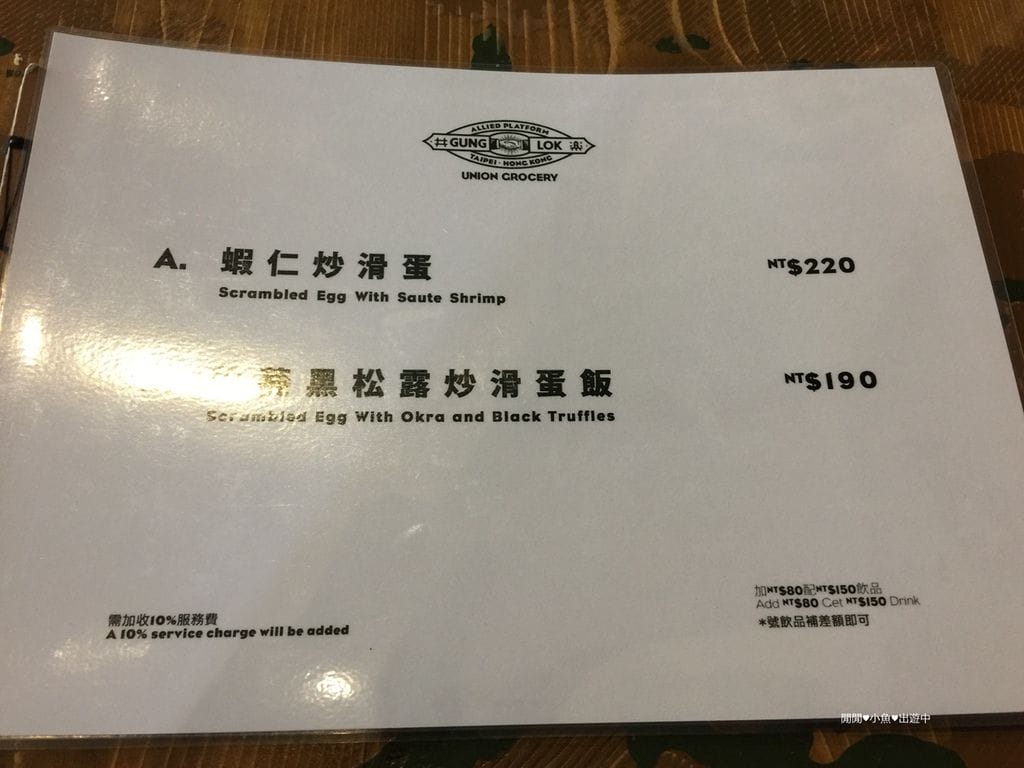 ALLIED PLATFORM
共 GUNG LOK 楽
TAIPEI · HONG KONG
UNION GROCERY
A. 蝦仁炒滑蛋 NT$220
Scrambled Egg With Saute Shrimp
黑松露炒滑蛋飯 NT$190
Scrambled Egg With Okra and Black Truffles
加NT$80配NT$150飲品
Add NT$80 Get NT$150 Drink
*號飲品補差額即可
需加收10%服務費
A 10% service charge will be added
閒閒♥小魚♥出遊中